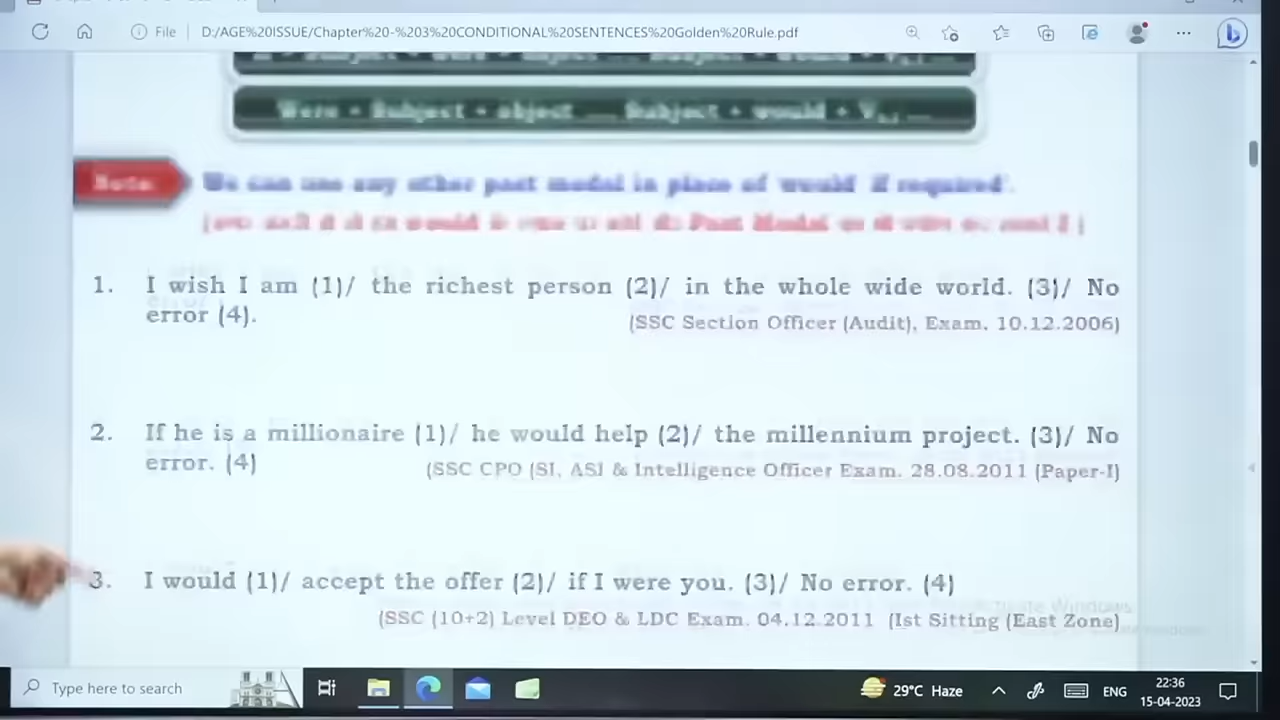 File
D:/AGE%20ISSUE/Chapter%20-%203%20CONDITIONAL%20SENTENCES%20Golden%20Rule.pdf
Were + Subject + object .... Subject + would + V
Note:
We can use any other past modal in place of 'would' if required'.
would Past Modal
1. I wish I am (1)/ the richest person (2)/ in the whole wide world. (3)/ No
error (4).
(SSC Section Officer (Audit), Exam. 10.12.2006)
2. If he is a millionaire (1)/ he would help (2)/ the millennium project. (3)/ No
error. (4)
(SSC CPO (SI, ASI & Intelligence Officer Exam. 28.08.2011 (Paper-I)
3. I would (1)/ accept the offer (2)/ if I were you. (3)/ No error. (4)
(SSC (10+2) Level DEO & LDC Exam. 04.12.2011 (Ist Sitting (East Zone)
Type here to search
29°C Haze
ENG
22:36
15-04-2023